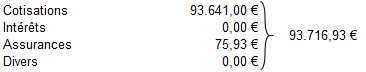 Cotisations 93.641,00 €
Intérêts 0,00 €
Assurances 75,93 € 93.716,93 €
Divers 0,00 €